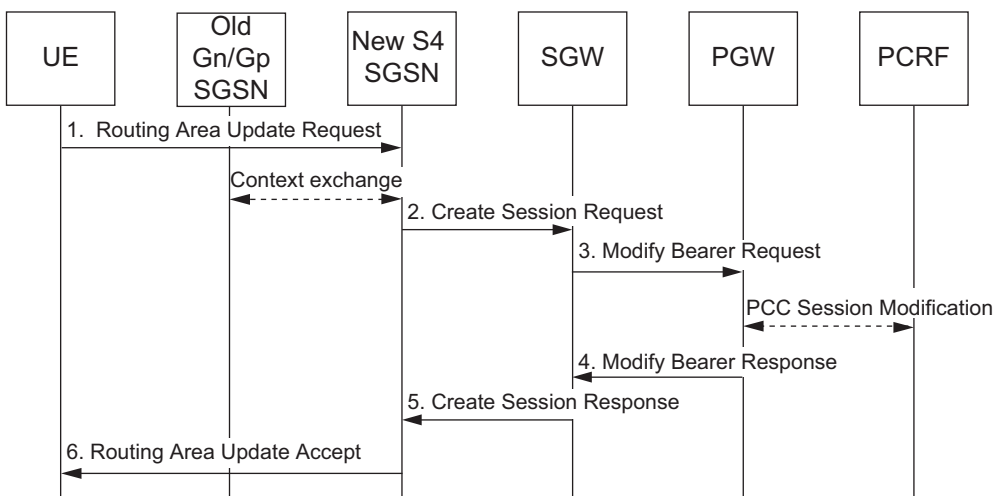 UE
Old
Gn/Gp
SGSN
New S4
SGSN
SGW
PGW
PCRF
1. Routing Area Update Request
Context exchange
2. Create Session Request
3. Modify Bearer Request
PCC Session Modification
4. Modify Bearer Response
5. Create Session Response
6. Routing Area Update Accept